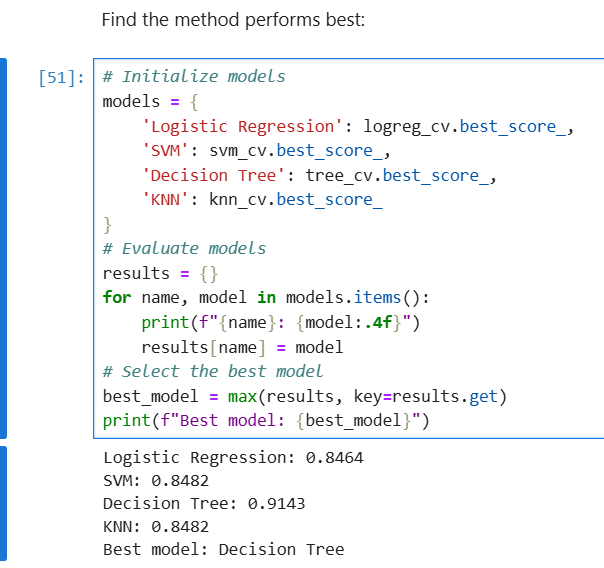 Find the method performs best:
[51]: # Initialize models
models = {
    'Logistic Regression': logreg_cv.best_score_,
    'SVM': svm_cv.best_score_,
    'Decision Tree': tree_cv.best_score_,
    'KNN': knn_cv.best_score_
}
# Evaluate models
results = {}
for name, model in models.items():
    print(f"{name}: {model:.4f}")
    results[name] = model
# Select the best model
best_model = max(results, key=results.get)
print(f"Best model: {best_model}")
Logistic Regression: 0.8464
SVM: 0.8482
Decision Tree: 0.9143
KNN: 0.8482
Best model: Decision Tree